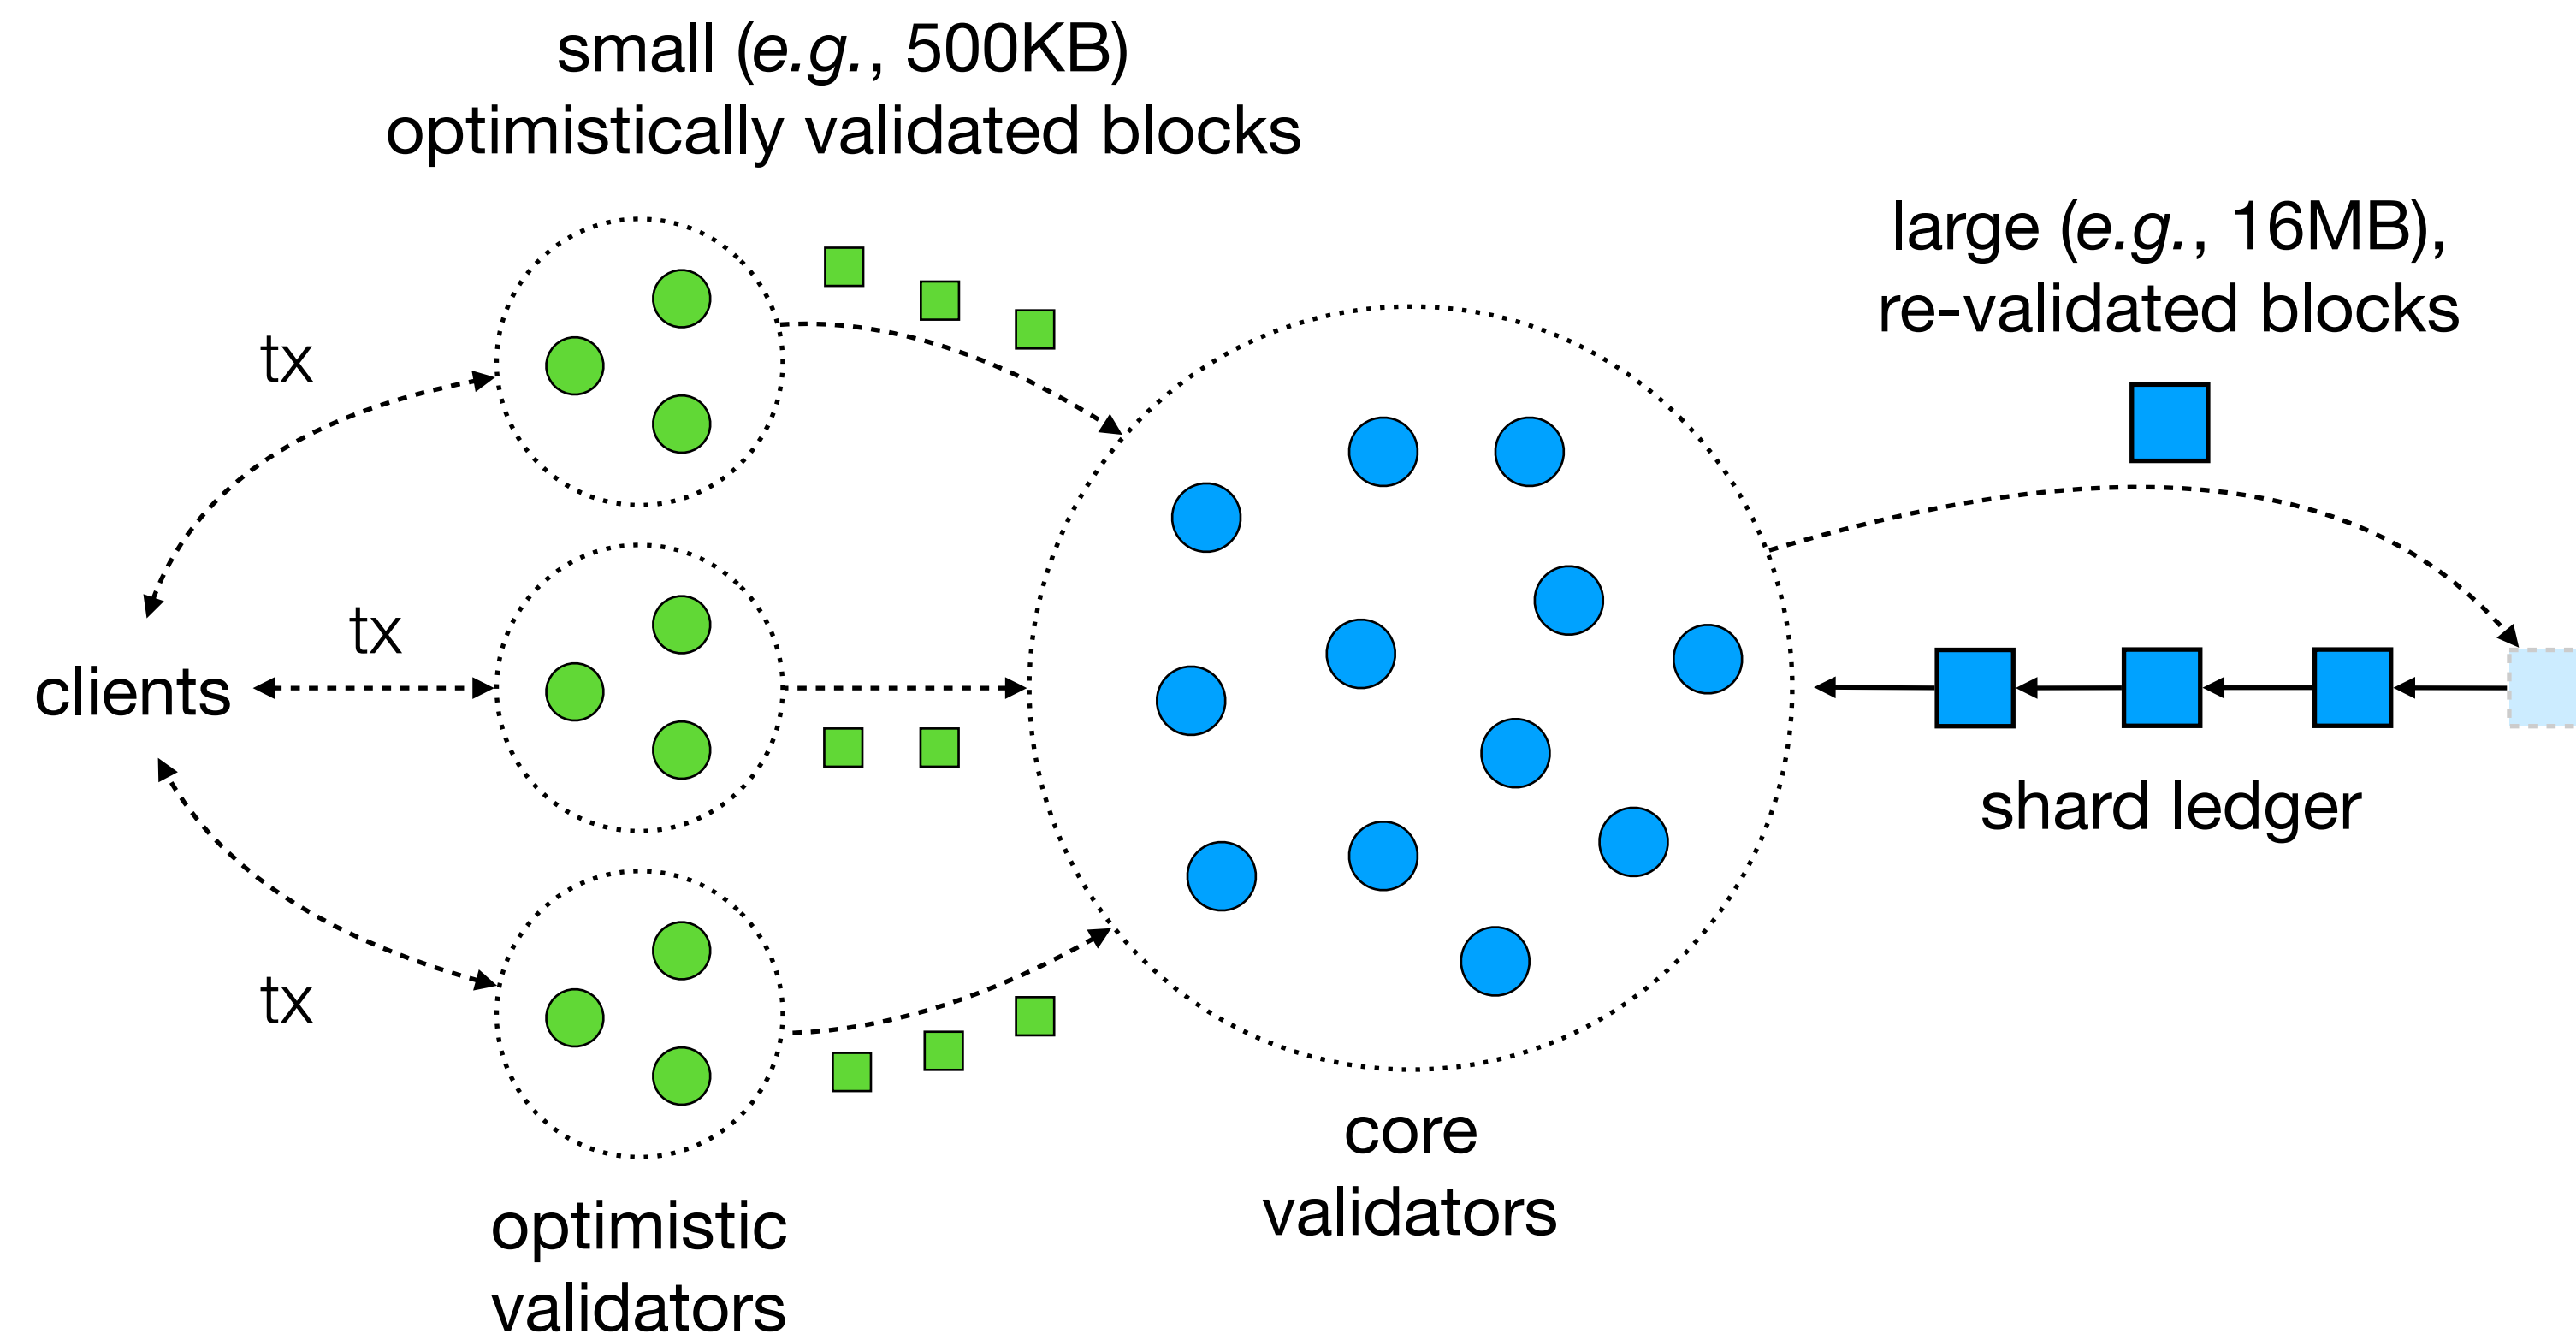 small (e.g., 500KB)
optimistically validated blocks
large (e.g., 16MB),
re-validated blocks
tx
tx
clients
shard ledger
tx
core
validators
optimistic
validators